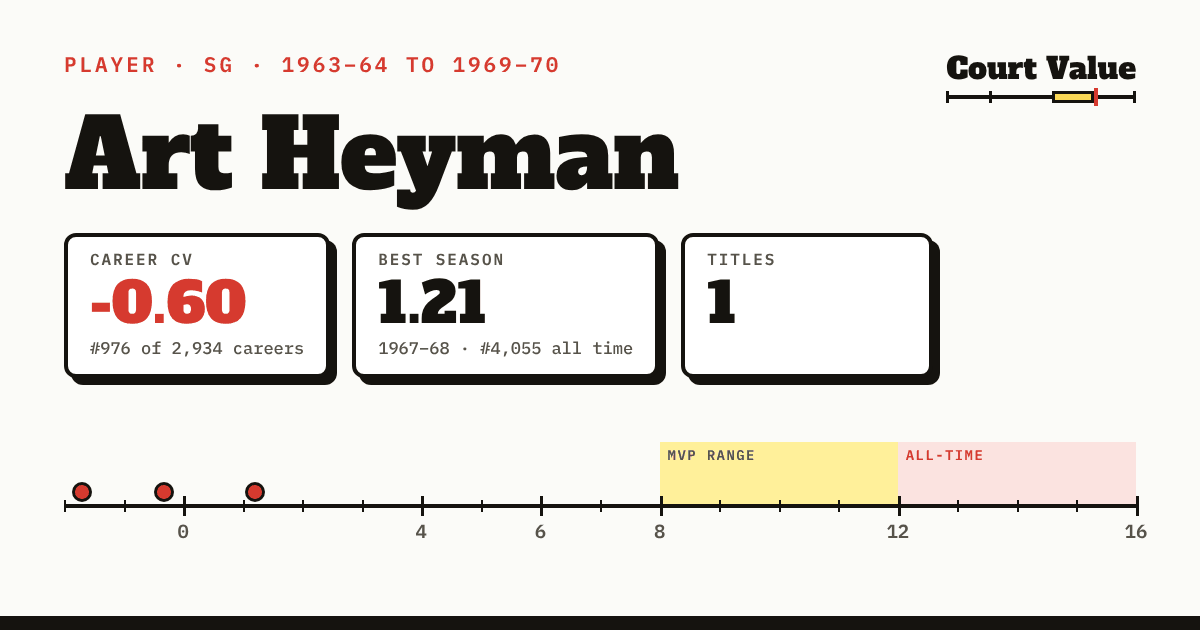 PLAYER · SG · 1963–64 TO 1969–70
Court Value
Art Heyman
CAREER CV
-0.60
#976 of 2,934 careers
BEST SEASON
1.21
1967–68 · #4,055 all time
TITLES
1
MVP RANGE
ALL-TIME
0 4 6 8 12 16